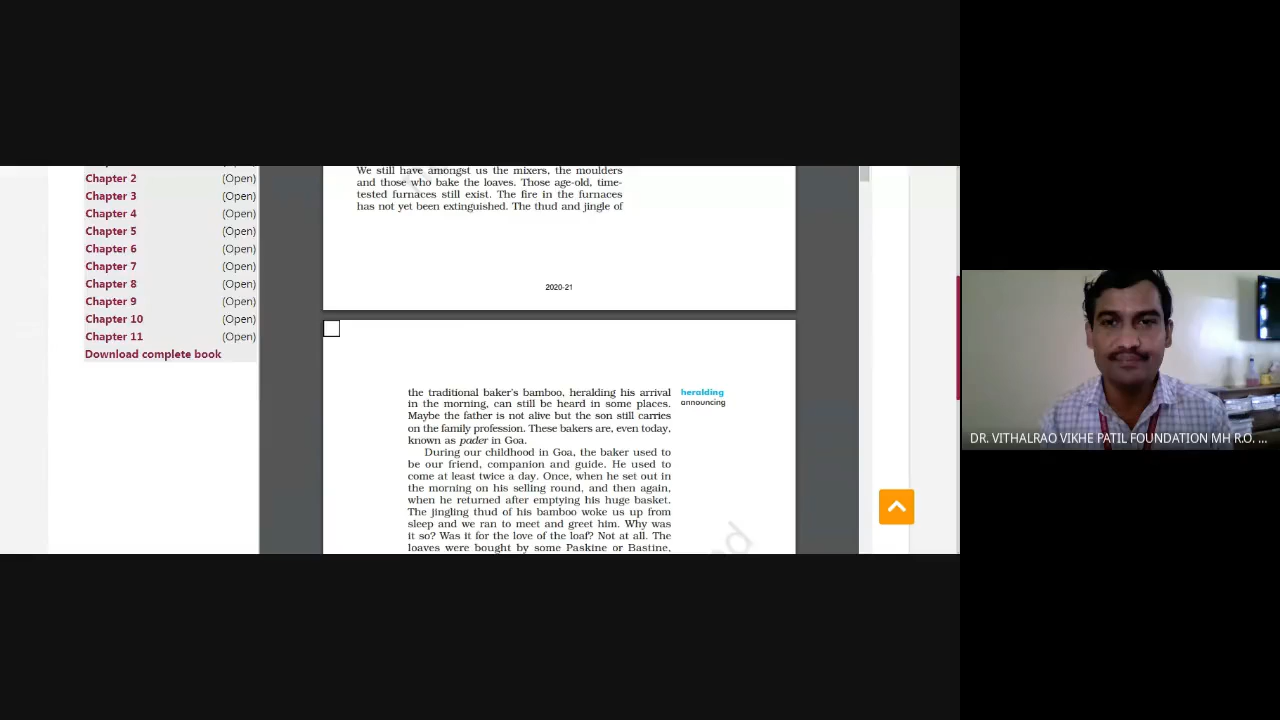 Chapter 2 (Open)
Chapter 3 (Open)
Chapter 4 (Open)
Chapter 5 (Open)
Chapter 6 (Open)
Chapter 7 (Open)
Chapter 8 (Open)
Chapter 9 (Open)
Chapter 10 (Open)
Chapter 11 (Open)
Download complete book
We still have amongst us the mixers, the moulders
and those who bake the loaves. Those age-old, time-
tested furnaces still exist. The fire in the furnaces
has not yet been extinguished. The thud and jingle of
2020-21
the traditional baker's bamboo, heralding his arrival
in the morning, can still be heard in some places.
Maybe the father is not alive but the son still carries
on the family profession. These bakers are, even today,
known as pader in Goa.
During our childhood in Goa, the baker used to
be our friend, companion and guide. He used to
come at least twice a day. Once, when he set out in
the morning on his selling round, and then again,
when he returned after emptying his huge basket.
The jingling thud of his bamboo woke us up from
sleep and we ran to meet and greet him. Why was
it so? Was it for the love of the loaf? Not at all. The
loaves were bought by some Paskine or Bastine,
heralding
announcing
DR. VITHALRAO VIKHE PATIL FOUNDATION MH R.O. ...